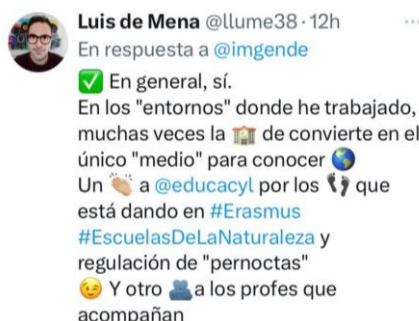 Luis de Mena @llume38 · 12h ...
En respuesta a @imgende
✅ En general, sí.
En los "entornos" donde he trabajado,
muchas veces la 🏫 de convierte en el
único "medio" para conocer 🌎
Un 👏🏼 a @educacyl por los 👣 que
está dando en #Erasmus
#EscuelasDeLaNaturaleza y
regulación de "pernoctas"
😉 Y otro 👥 a los profes que
acompañan